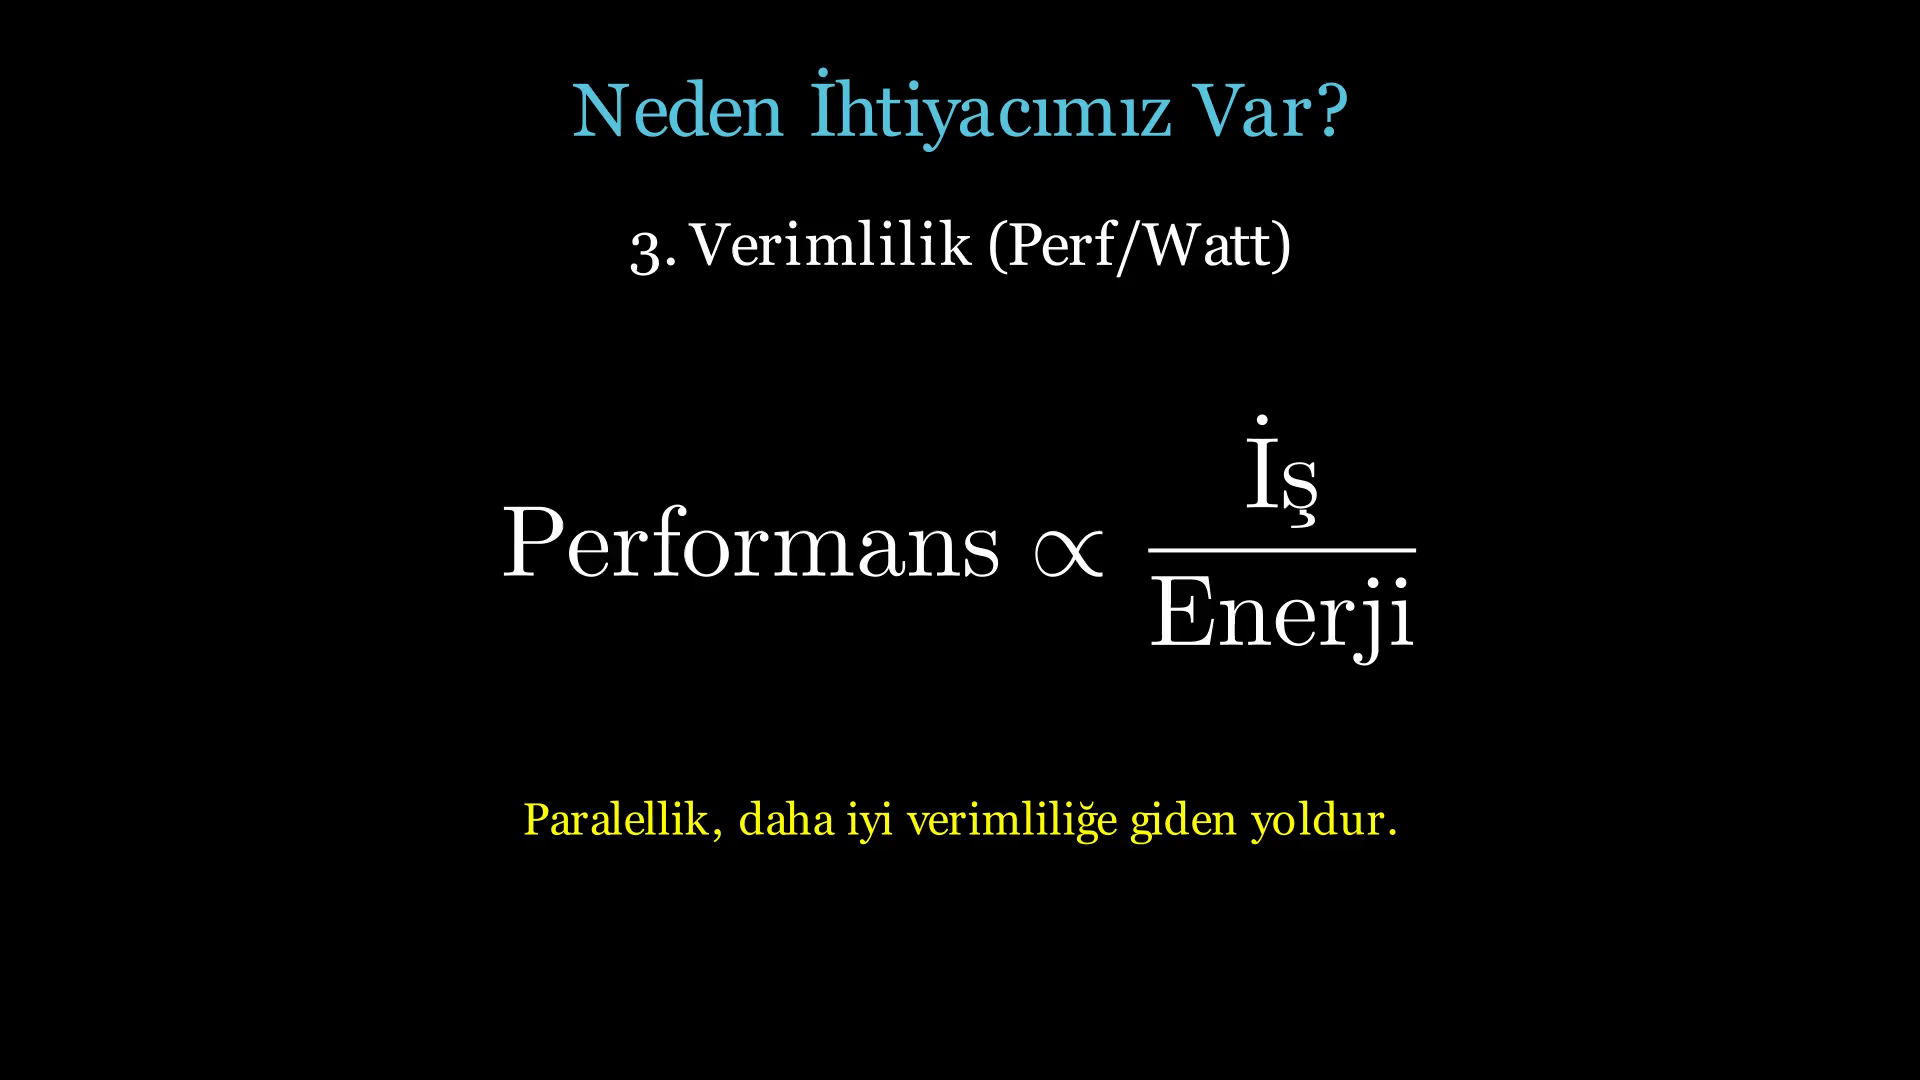 Neden İhtiyacımız Var?
3. Verimlilik (Perf/Watt)
Performans ∝ İş / Enerji
Paralellik, daha iyi verimliliğe giden yoldur.